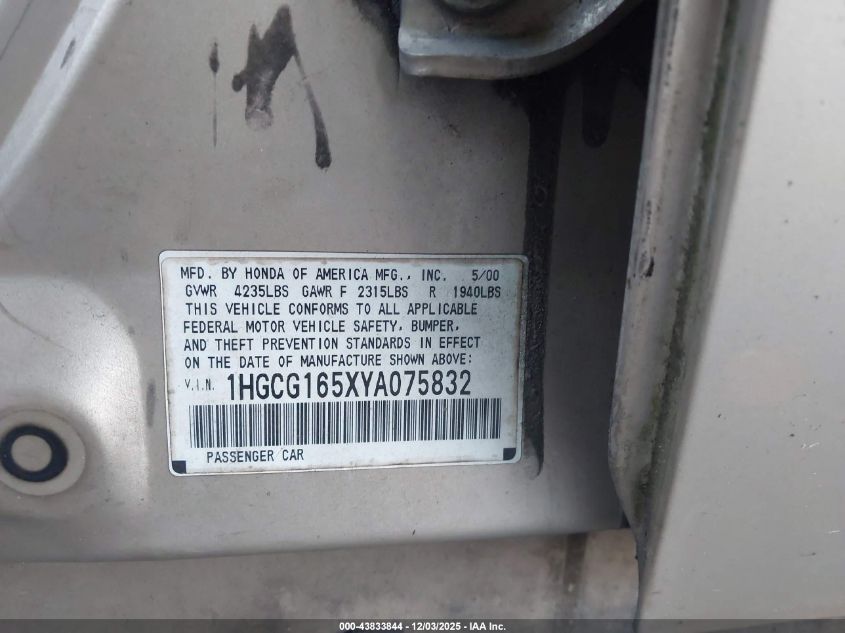 MFD. BY HONDA OF AMERICA MFG., INC. 5/00
GVWR 4235LBS GAWR F 2315LBS R 1940LBS
THIS VEHICLE CONFORMS TO ALL APPLICABLE
FEDERAL MOTOR VEHICLE SAFETY, BUMPER,
AND THEFT PREVENTION STANDARDS IN EFFECT
ON THE DATE OF MANUFACTURE SHOWN ABOVE:
V.I.N. 1HGCG165XYA075832
PASSENGER CAR
000-43833844 | 12/03/2025 | IAA Inc.